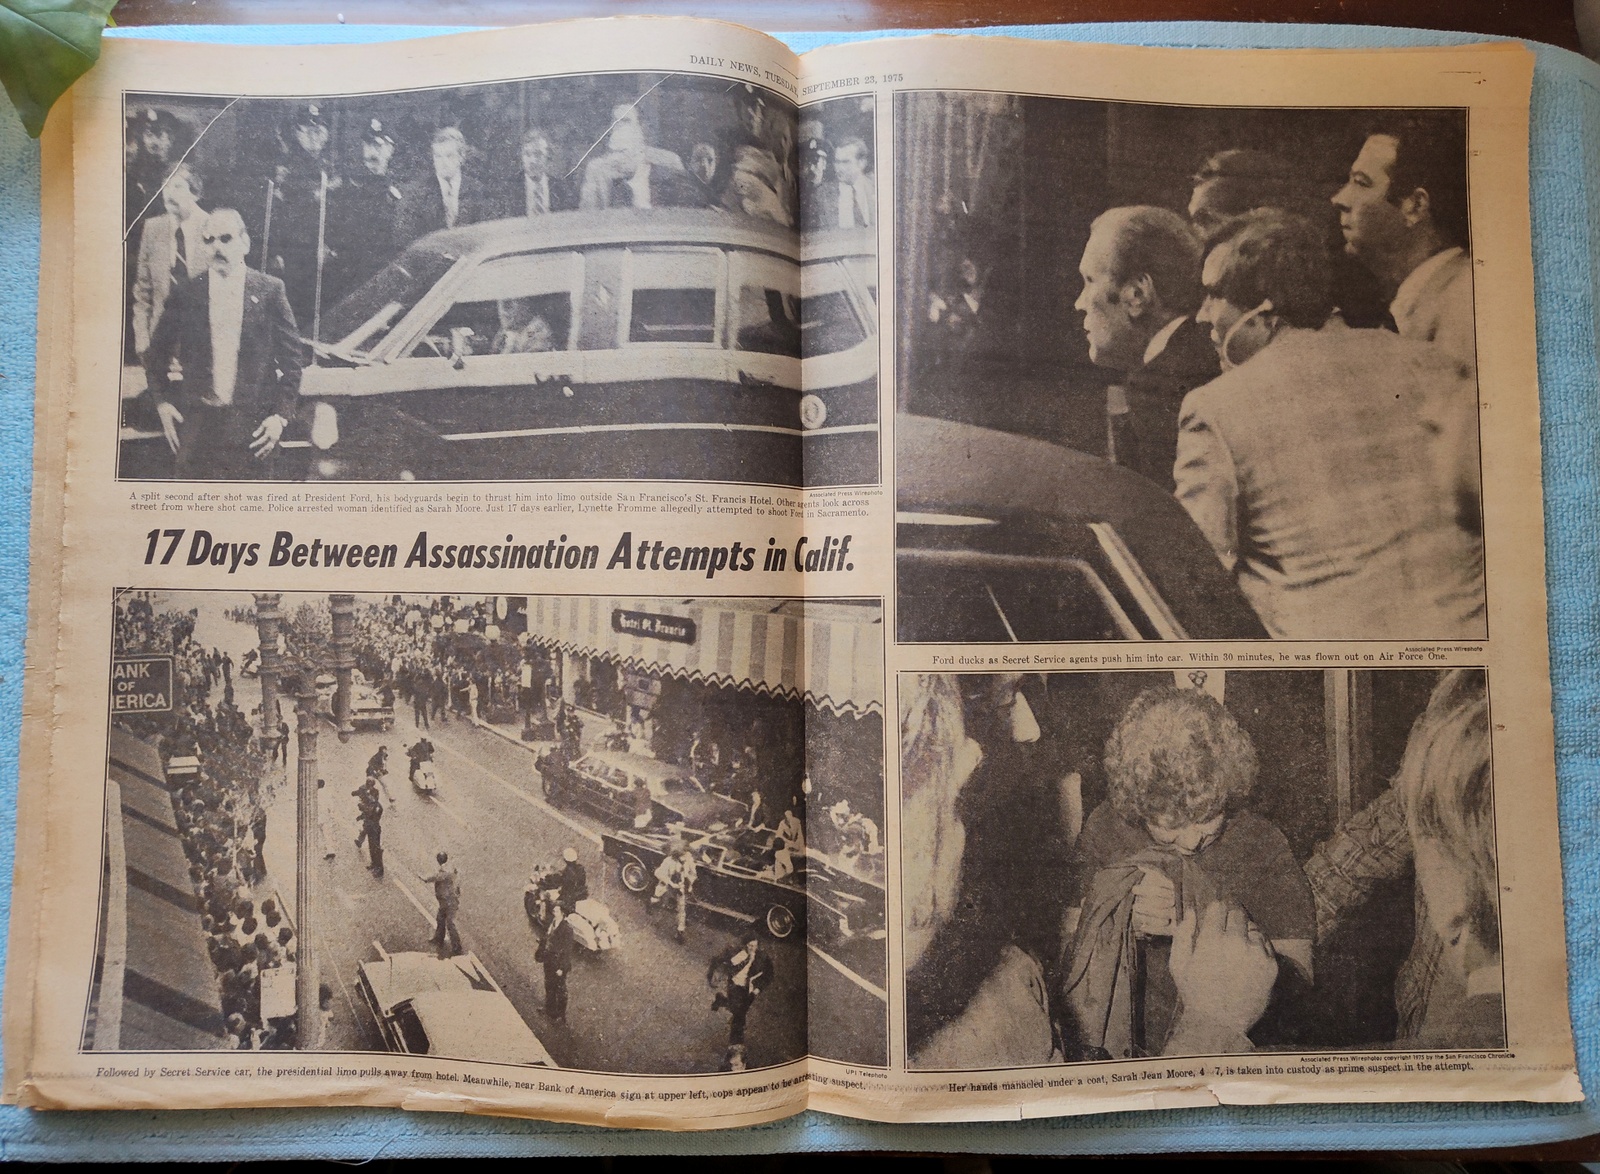 DAILY NEWS, TUESDAY, SEPTEMBER 23, 1975
Associated Press Wirephoto
A split second after shot was fired at President Ford, his bodyguards begin to thrust him into limo outside San Francisco's St. Francis Hotel. Other agents look across
street from where shot came. Police arrested woman identified as Sarah Moore. Just 17 days earlier, Lynette Fromme allegedly attempted to shoot Ford in Sacramento.
17 Days Between Assassination Attempts in Calif.
Hotel St. Francis
ANK
OF
ERICA
UPI Telephoto
Followed by Secret Service car, the presidential limo pulls away from hotel. Meanwhile, near Bank of America sign at upper left, cops appear to be arresting suspect.
Associated Press Wirephoto
Ford ducks as Secret Service agents push him into car. Within 30 minutes, he was flown out on Air Force One.
Associated Press Wirephotos copyright 1975 by the San Francisco Chronicle
Her hands manacled under a coat, Sarah Jean Moore, 4 7, is taken into custody as prime suspect in the attempt.